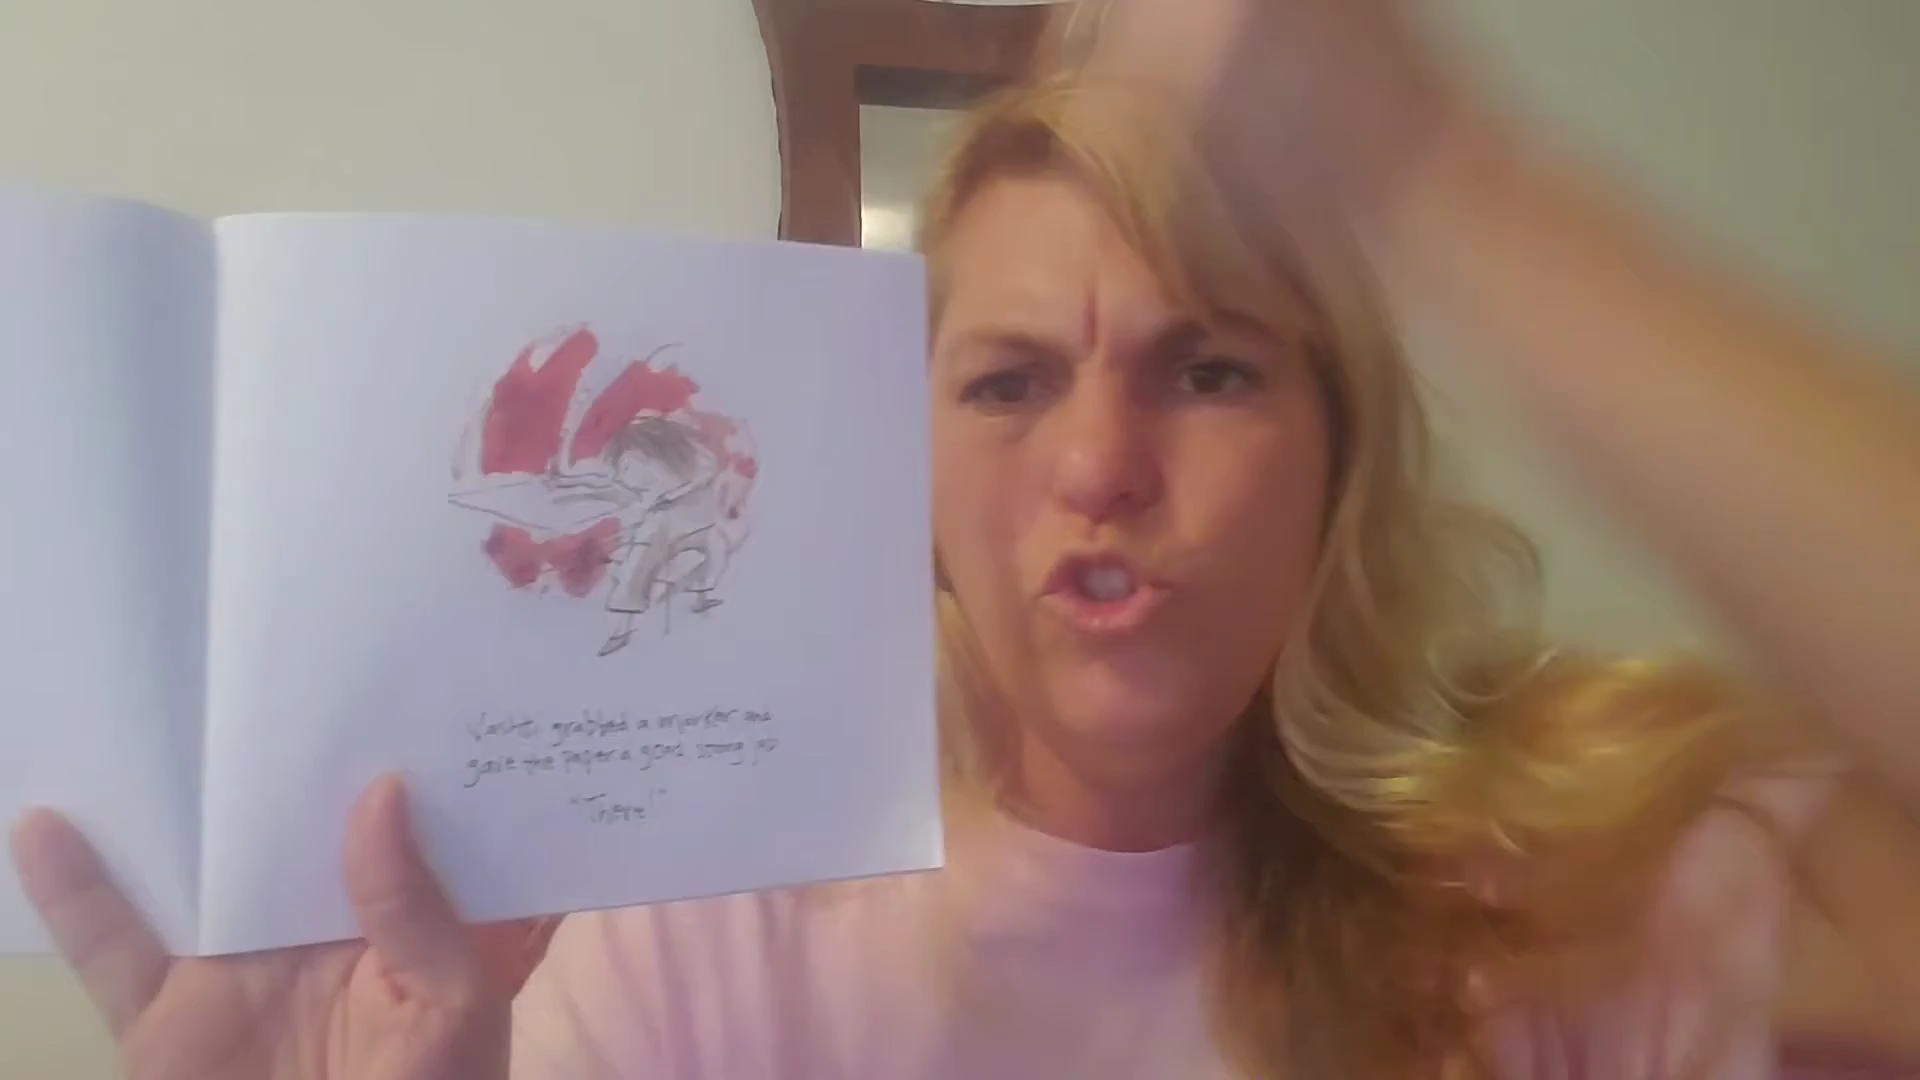 Vashti grabbed a marker and
gave the paper a good strong jab
"There!"